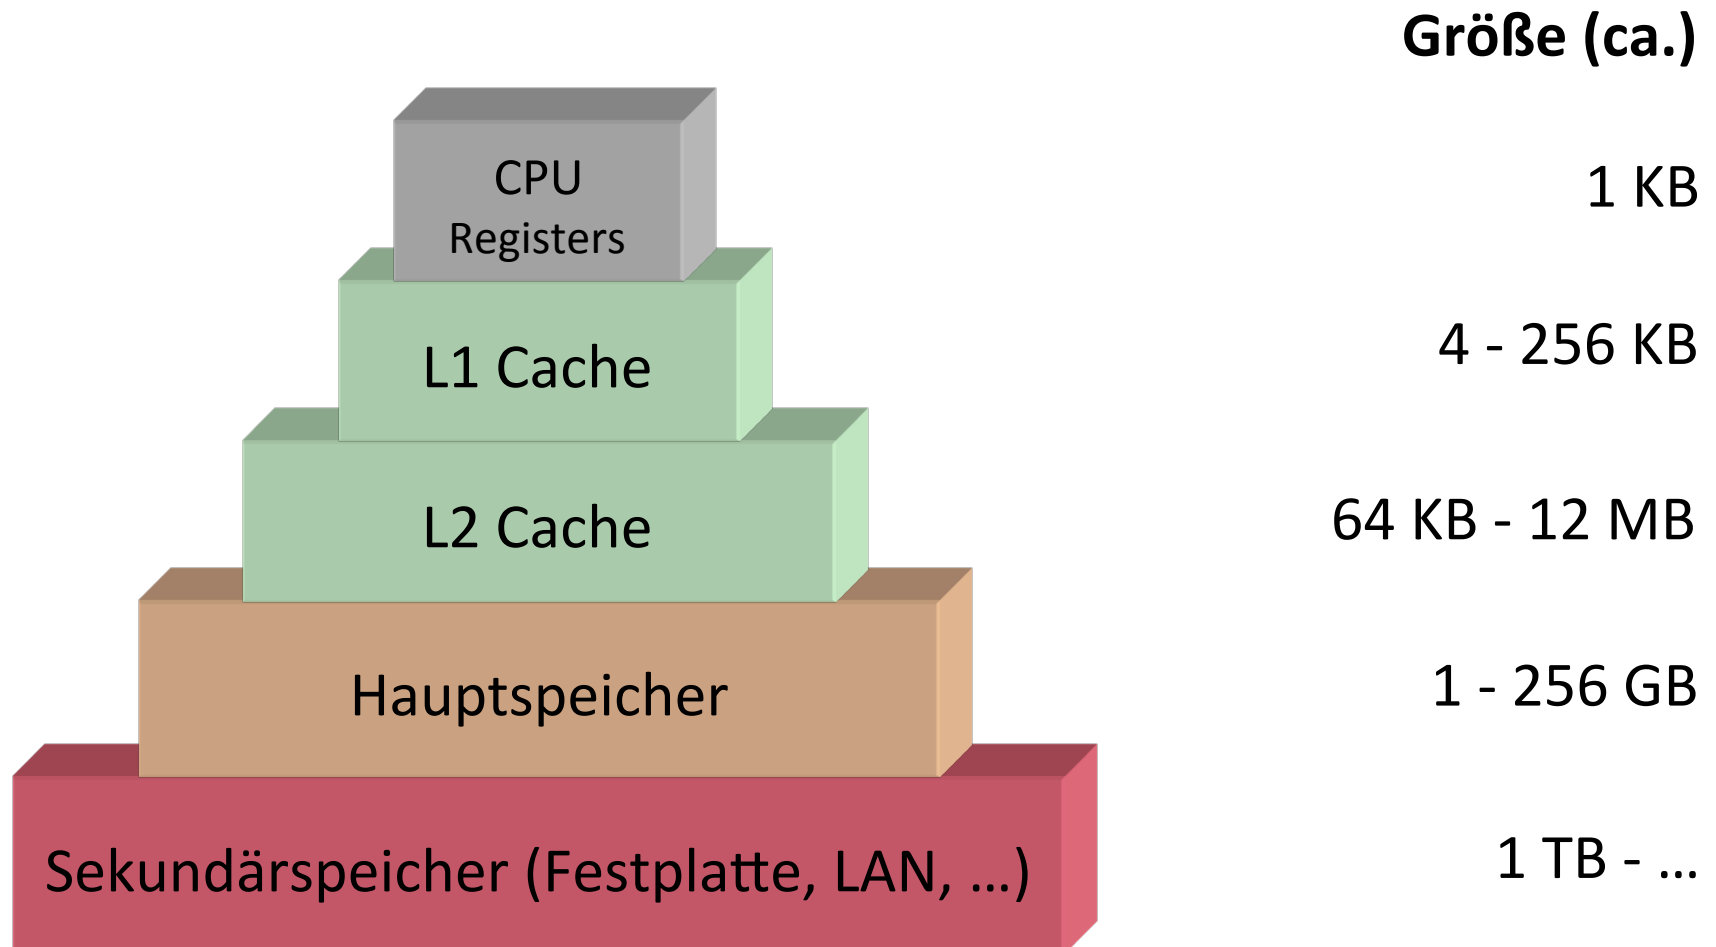 Größe (ca.)
CPU
Registers
1 KB
L1 Cache
4 - 256 KB
L2 Cache
64 KB - 12 MB
Hauptspeicher
1 - 256 GB
Sekundärspeicher (Festplatte, LAN, ...)
1 TB - ...